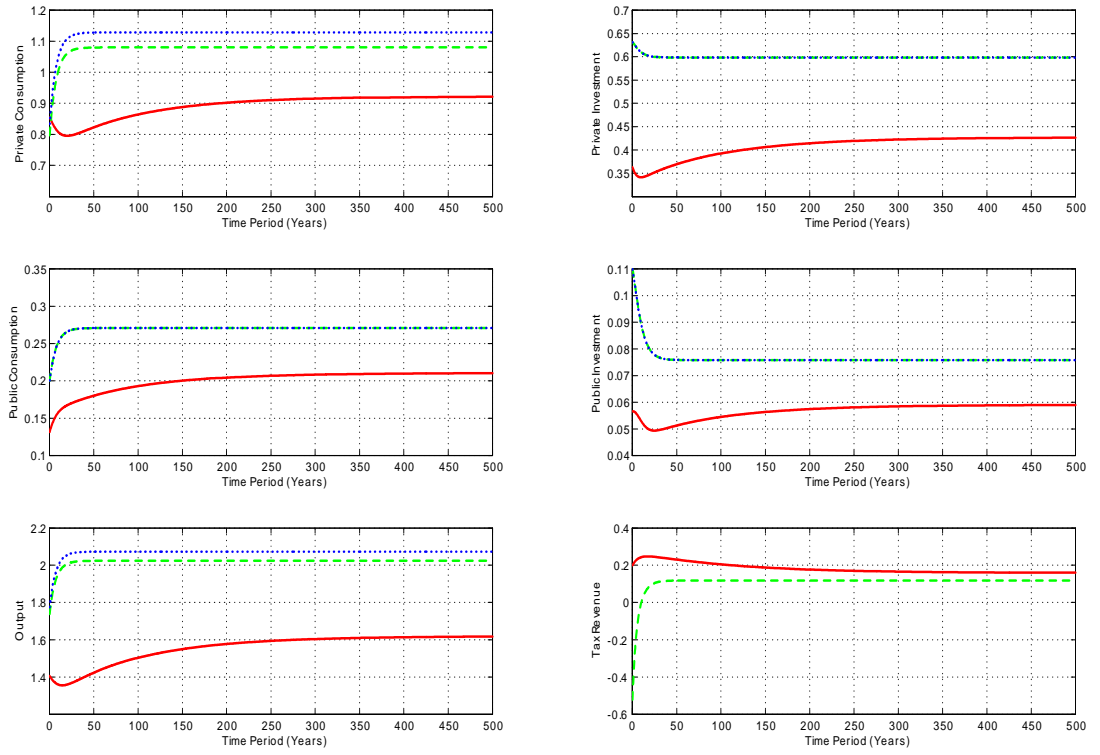 1.2
1.1
1
0.9
0.8
0.7
Private Consumption
0 50 100 150 200 250 300 350 400 450 500
Time Period (Years)
0.7
0.65
0.6
0.55
0.5
0.45
0.4
0.35
Private Investment
0 50 100 150 200 250 300 350 400 450 500
Time Period (Years)
0.35
0.3
0.25
0.2
0.15
0.1
Public Consumption
0 50 100 150 200 250 300 350 400 450 500
Time Period (Years)
0.11
0.1
0.09
0.08
0.07
0.06
0.05
0.04
Public Investment
0 50 100 150 200 250 300 350 400 450 500
Time Period (Years)
2.2
2
1.8
1.6
1.4
Output
0 50 100 150 200 250 300 350 400 450 500
Time Period (Years)
0.4
0.2
0
-0.2
-0.4
-0.6
Tax Revenue
0 50 100 150 200 250 300 350 400 450 500
Time Period (Years)